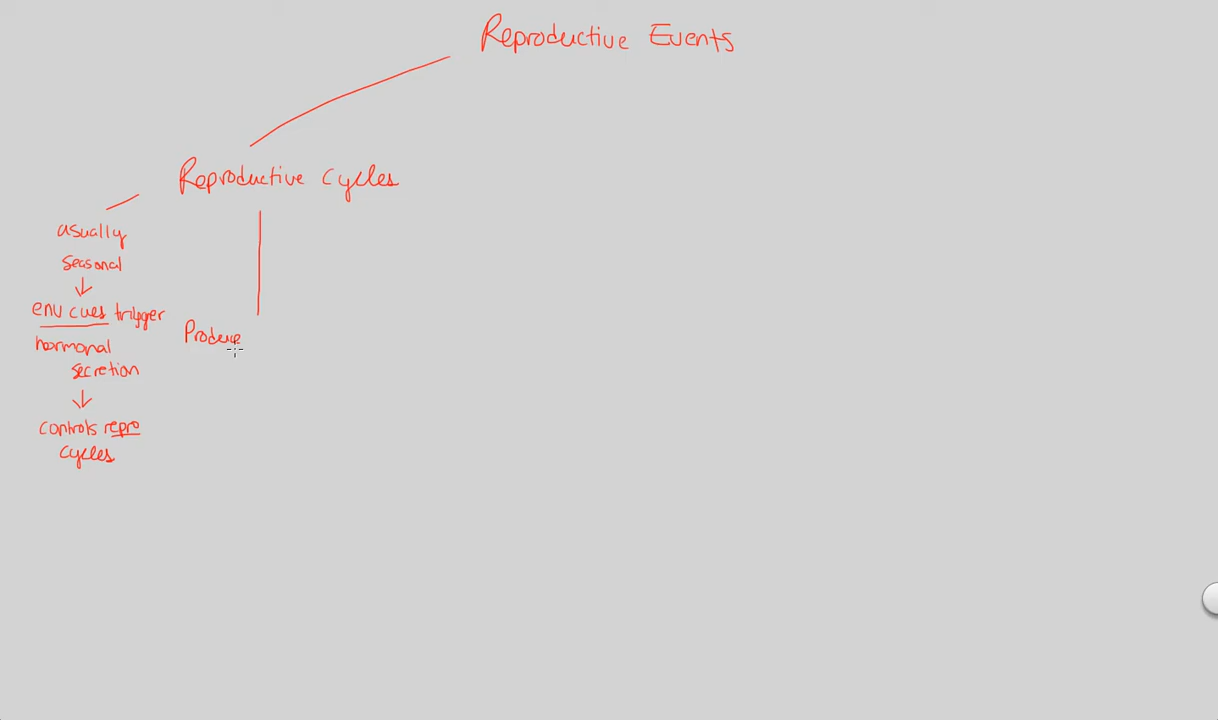 Reproductive Events
Reproductive Cycles
usually
seasonal
env cues trigger
hormonal
secretion
controls repro
cycles
Produce